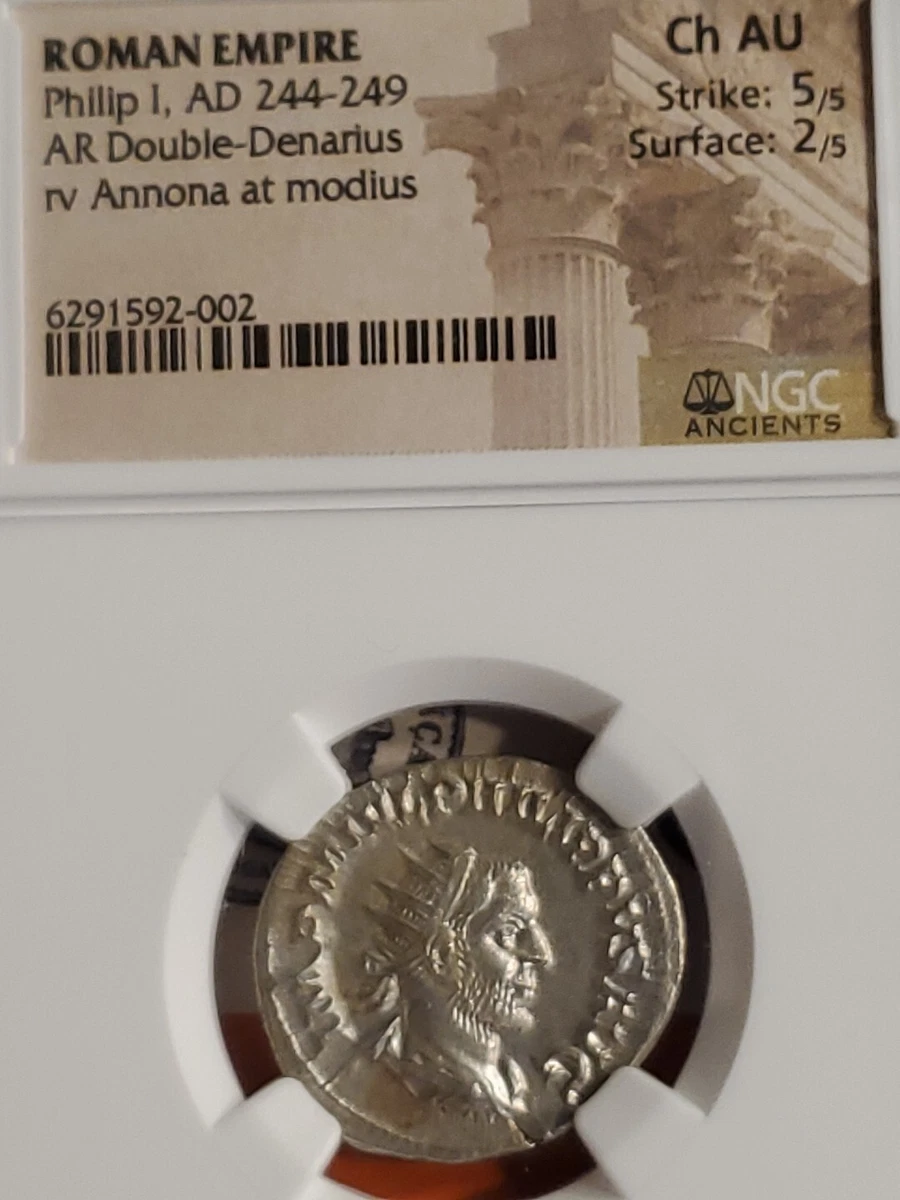 ROMAN EMPIRE
Philip I, AD 244-249
AR Double-Denarius
rv Annona at modius
Ch AU
Strike: 5/5
Surface: 2/5
6291592-002
NGC
ANCIENTS